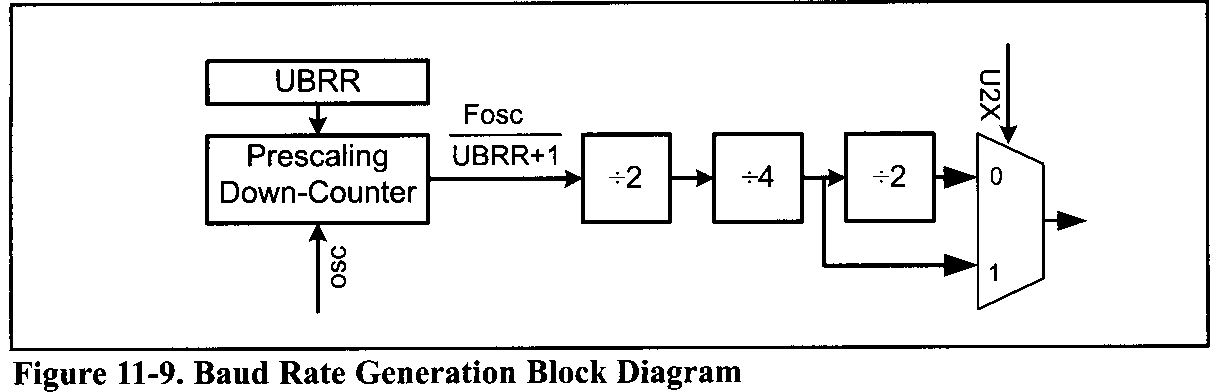 UBRR
Prescaling
Down-Counter
osc
Fosc
UBRR+1
÷2
÷4
÷2
U2X
0
1
Figure 11-9. Baud Rate Generation Block Diagram